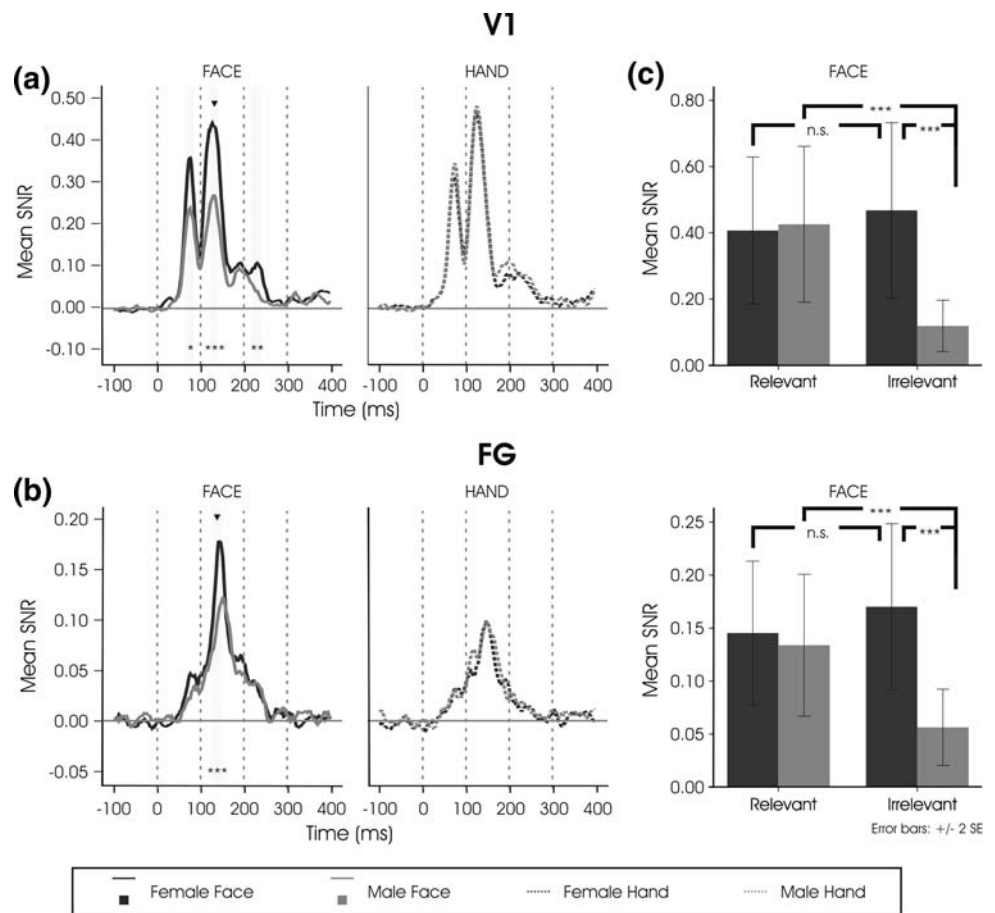 V1
(a)
FACE
HAND
Mean SNR
0.50
0.40
0.30
0.20
0.10
0.00
-0.10
* *** **
-100 0 100 200 300 400
-100 0 100 200 300 400
Time (ms)
(c)
FACE
Mean SNR
0.80
0.60
0.40
0.20
0.00
***
n.s. ***
Relevant Irrelevant
FG
(b)
FACE
HAND
Mean SNR
0.20
0.15
0.10
0.05
0.00
-0.05
***
-100 0 100 200 300 400
-100 0 100 200 300 400
Time (ms)
FACE
Mean SNR
0.25
0.20
0.15
0.10
0.05
0.00
***
n.s. ***
Relevant Irrelevant
Error bars: +/- 2 SE
Female Face Male Face Female Hand Male Hand